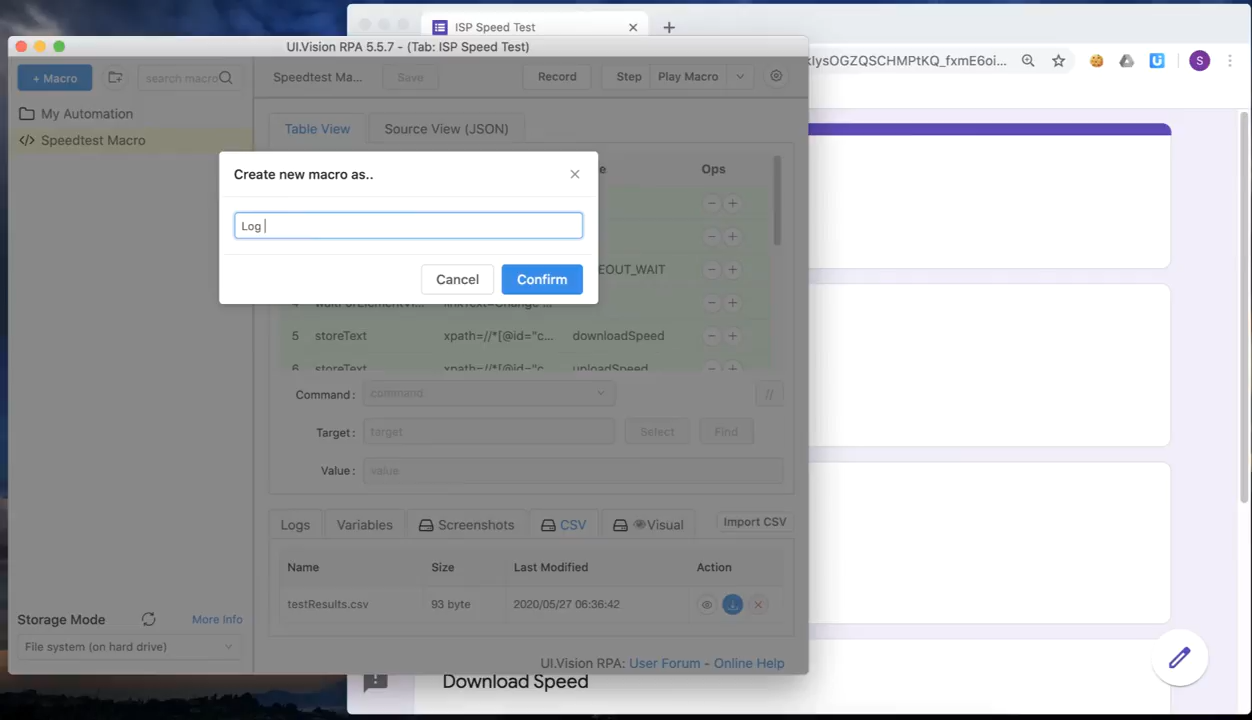 ISP Speed Test
UI.Vision RPA 5.5.7 - (Tab: ISP Speed Test)
+ Macro
search macro
Speedtest Ma...
Save
Record
Step
Play Macro
klysOGZQSCHMPtKQ_fxmE6oi...
S
My Automation
Speedtest Macro
Table View
Source View (JSON)
Create new macro as..
Ops
Log
EOUT_WAIT
Cancel
Confirm
5 storeText xpath=//*[@id="c... downloadSpeed
6 storeText xpath=//*[@id="c... uploadSpeed
Command: command
//
Target: target
Select
Find
Value: value
Logs
Variables
Screenshots
CSV
Visual
Import CSV
Name Size Last Modified Action
testResults.csv 93 byte 2020/05/27 06:36:42
Storage Mode
More Info
File system (on hard drive)
UI.Vision RPA: User Forum - Online Help
Download Speed